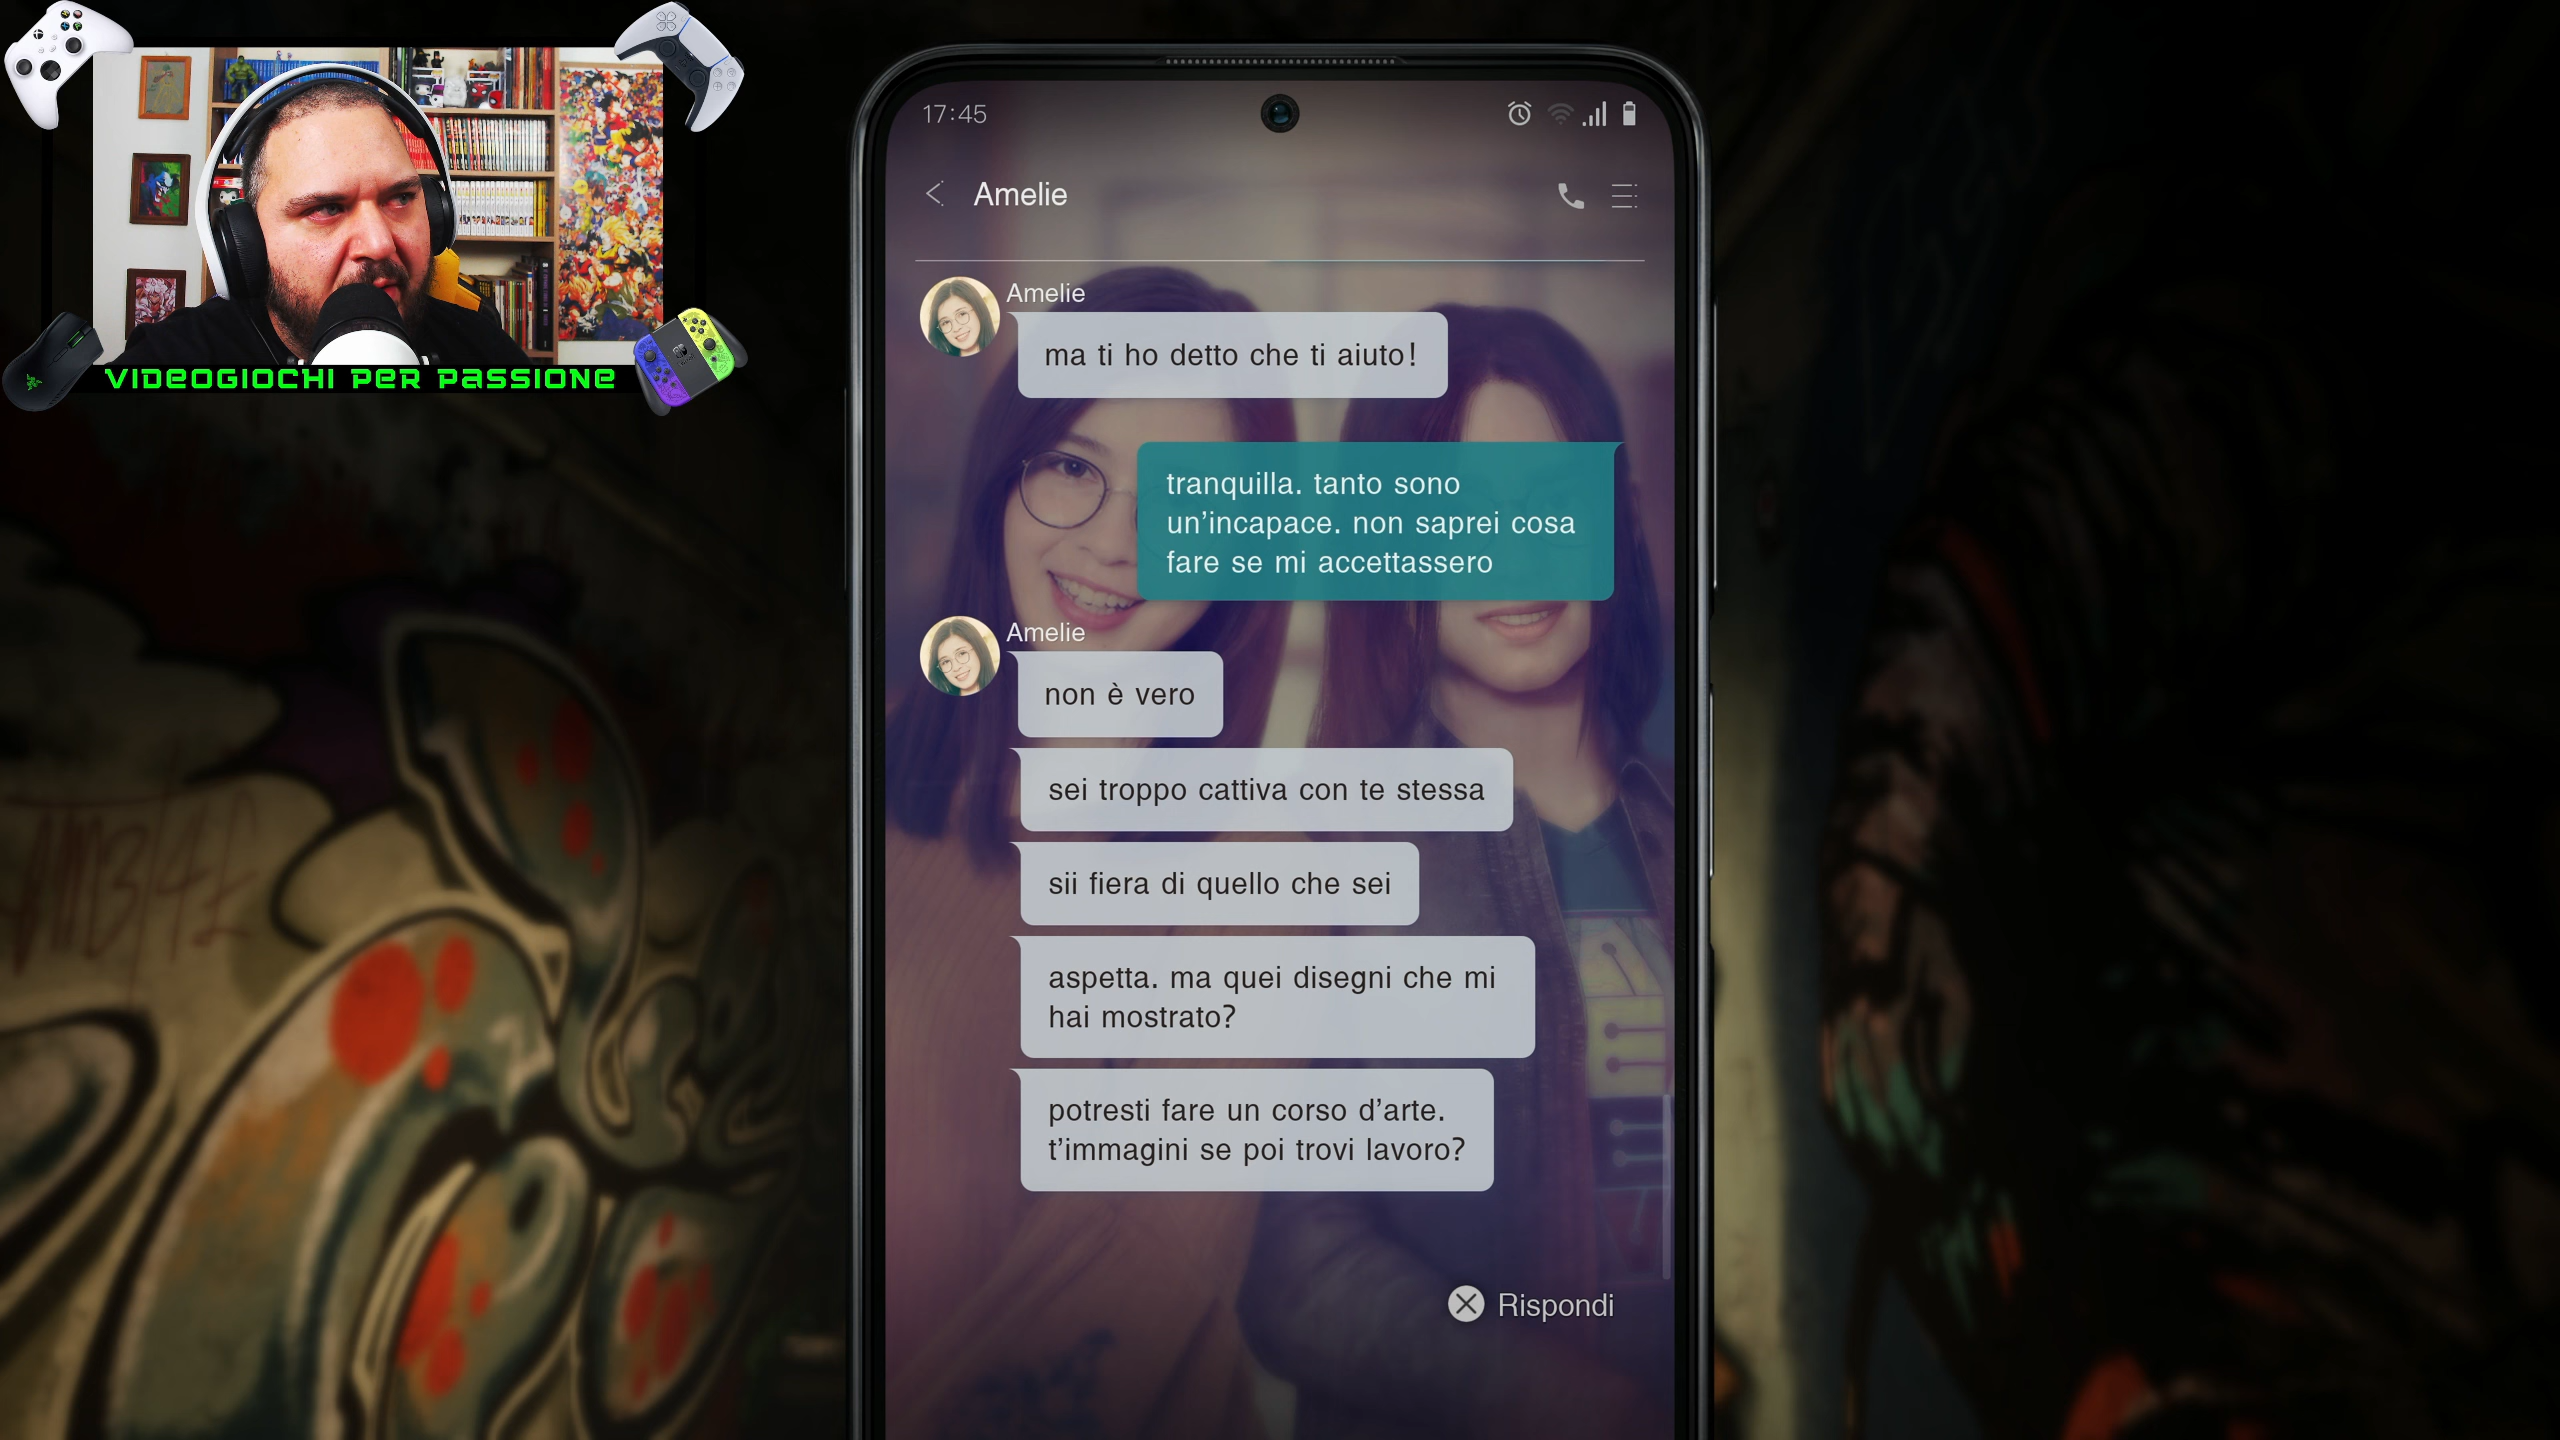 VIDEOGIOCHI PER PASSIONE
17:45
Amelie
Amelie
ma ti ho detto che ti aiuto!
tranquilla. tanto sono
un'incapace. non saprei cosa
fare se mi accettassero
Amelie
non è vero
sei troppo cattiva con te stessa
sii fiera di quello che sei
aspetta. ma quei disegni che mi
hai mostrato?
potresti fare un corso d'arte.
t'immagini se poi trovi lavoro?
Rispondi